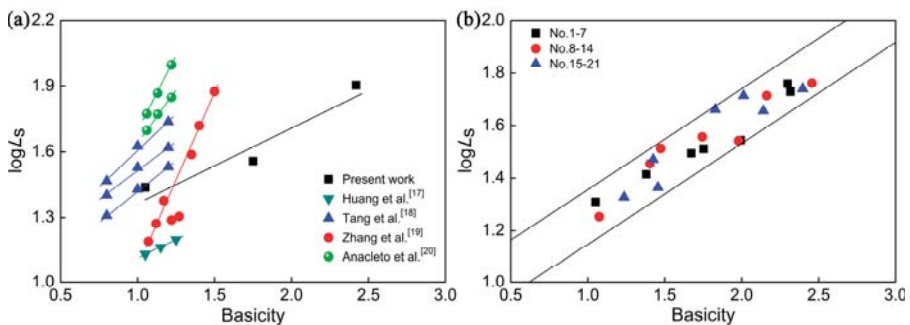 (a)
2.2
1.9
1.6
1.3
1.0
logLs
0.5 1.0 1.5 2.0 2.5 3.0
Basicity
Present work
Huang et al.[17]
Tang et al.[18]
Zhang et al.[19]
Anacleto et al.[20]
(b)
2.0
1.8
1.6
1.4
1.2
1.0
logLs
0.5 1.0 1.5 2.0 2.5 3.0
Basicity
No.1-7
No.8-14
No.15-21